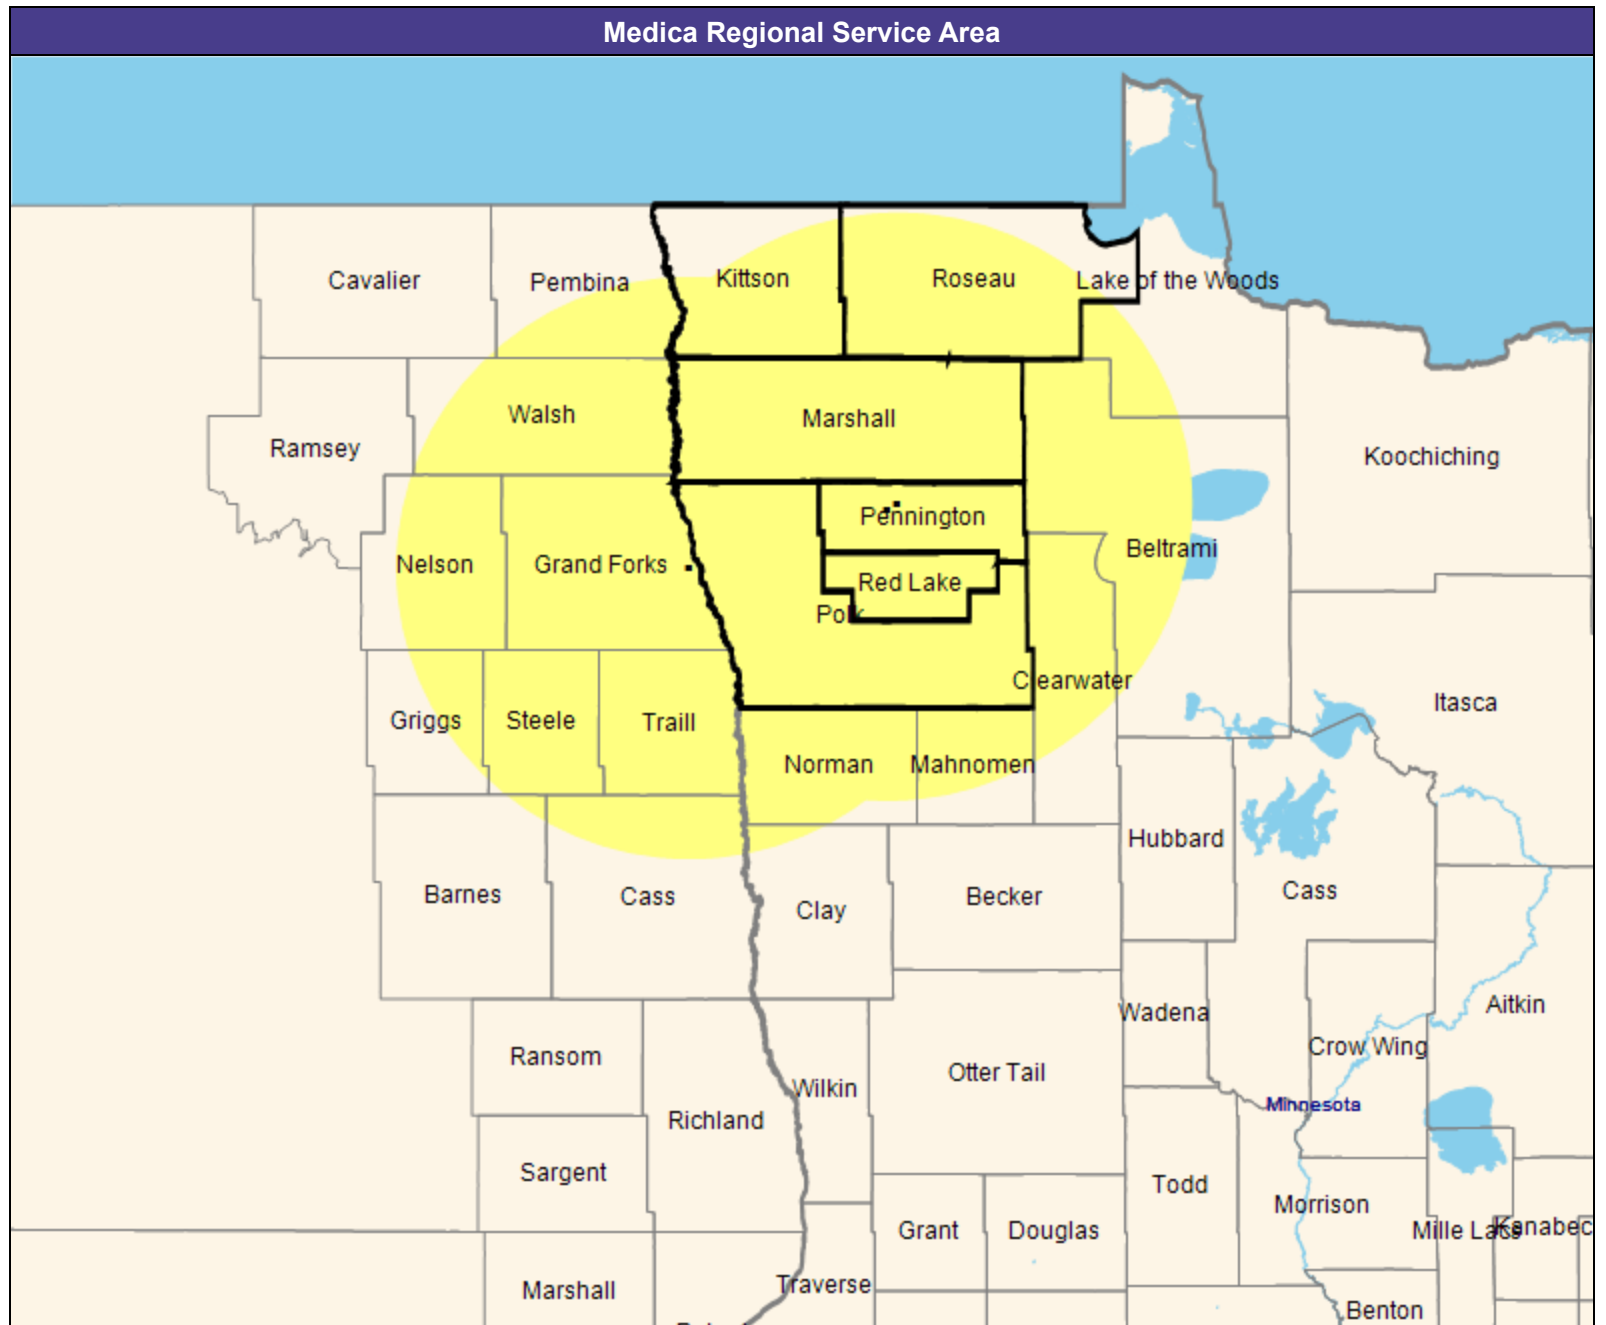 Medica Regional Service Area
Cavalier
Pembina
Kittson
Roseau
Lake of the Woods
Walsh
Marshall
Ramsey
Koochiching
Pennington
Beltrami
Nelson
Grand Forks
Red Lake
Polk
Clearwater
Griggs
Steele
Traill
Itasca
Norman
Mahnomen
Hubbard
Barnes
Cass
Clay
Becker
Cass
Wadena
Aitkin
Ransom
Crow Wing
Otter Tail
Wilkin
Minnesota
Richland
Sargent
Todd
Morrison
Grant
Douglas
Mille Lacs
Kanabec
Marshall
Traverse
Benton